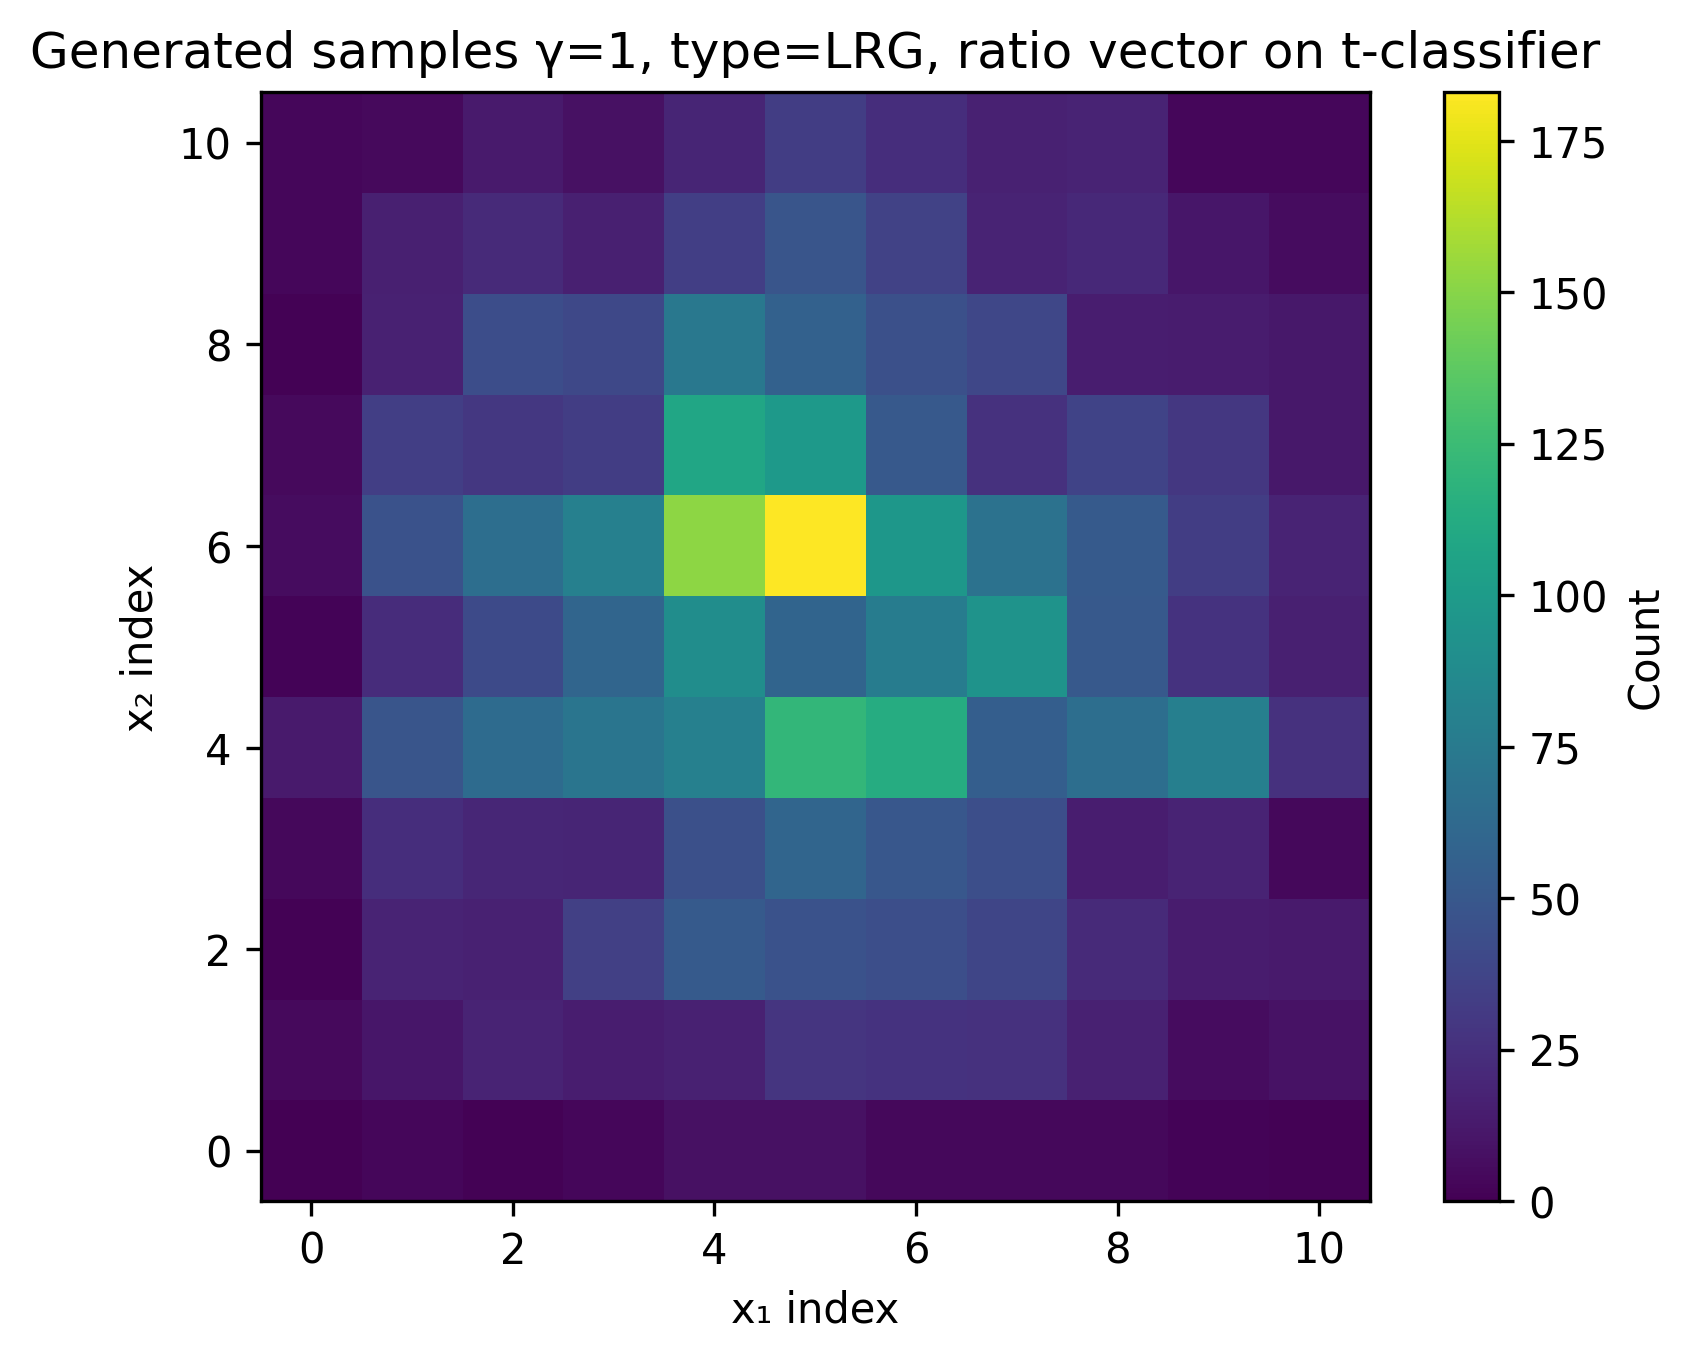 Generated samples γ=1, type=LRG, ratio vector on t-classifier
10
8
6
4
2
0
x₂ index
0 2 4 6 8 10
x₁ index
175
150
125
100
75
50
25
0
Count